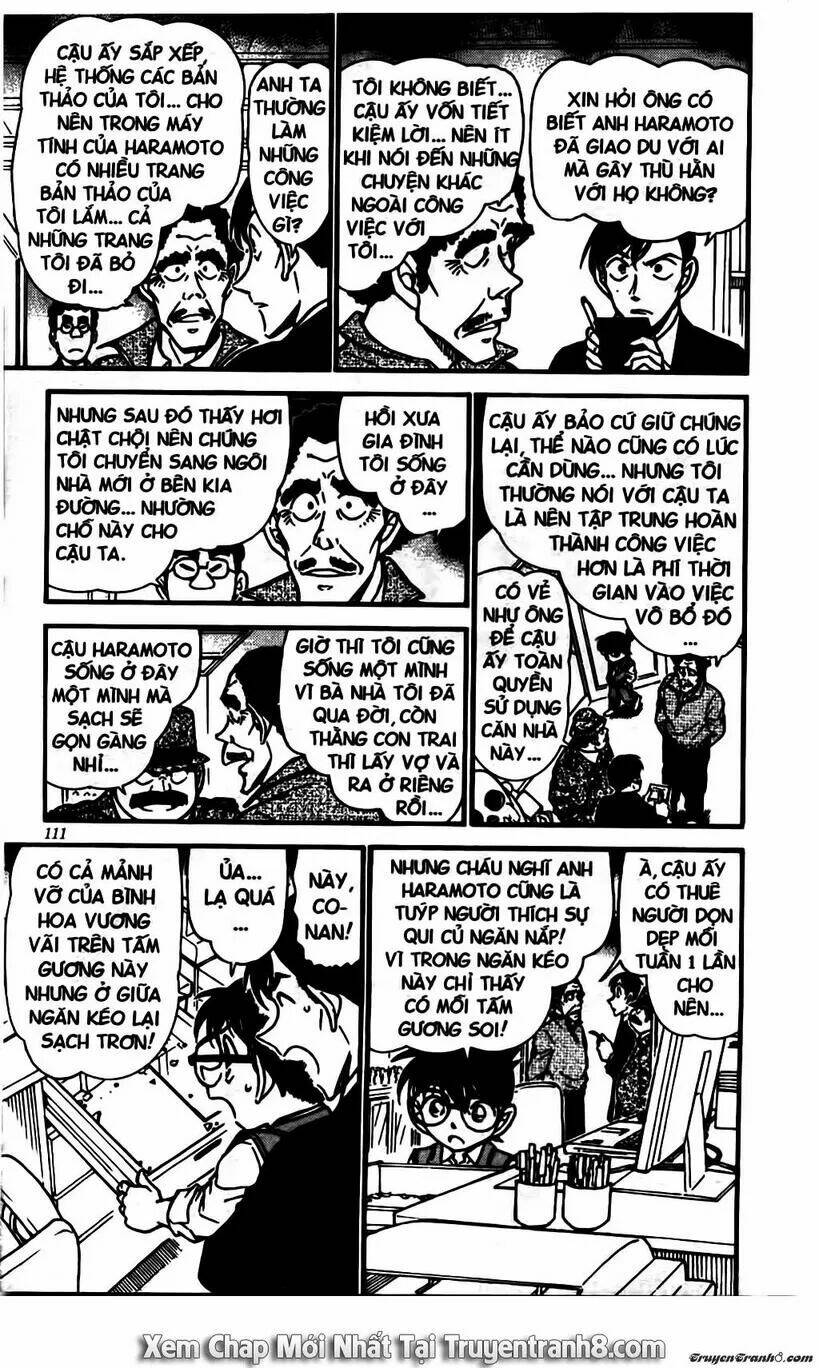 XIN HỎI ÔNG CÓ
BIẾT ANH HARAMOTO
ĐÃ GIAO DU VỚI AI
MÀ GÂY THÙ HẰN
VỚI HỌ KHÔNG?
TÔI KHÔNG BIẾT...
CẬU ẤY VỐN TIẾT
KIỆM LỜI... NÊN ÍT
KHI NÓI ĐẾN NHỮNG
CHUYỆN KHÁC
NGOÀI CÔNG
VIỆC VỚI
TÔI...
ANH TA
THƯỜNG
LÀM
NHỮNG
CÔNG
VIỆC
GÌ?
CẬU ẤY SẮP XẾP
HỆ THỐNG CÁC BẢN
THẢO CỦA TÔI... CHO
NÊN TRONG MÁY
TÍNH CỦA HARAMOTO
CÓ NHIỀU TRANG
BẢN THẢO CỦA
TÔI LẮM... CẢ
NHỮNG TRANG
TÔI ĐÃ BỎ
ĐI...
CẬU ẤY BẢO CỨ GIỮ CHÚNG
LẠI, THẾ NÀO CŨNG CÓ LÚC
CẦN DÙNG... NHƯNG TÔI
THƯỜNG NÓI VỚI CẬU TA
LÀ NÊN TẬP TRUNG HOÀN
THÀNH CÔNG VIỆC
HƠN LÀ PHÍ THỜI
GIAN VÀO VIỆC
VÔ BỔ ĐÓ
...
CÓ VẺ
NHƯ ÔNG
ĐỂ CẬU
ẤY TOÀN
QUYỀN
SỬ DỤNG
CĂN NHÀ
NÀY...
HỒI XƯA
GIA ĐÌNH
TÔI SỐNG
Ở ĐÂY
...
NHƯNG SAU ĐÓ THẤY HƠI
CHẬT CHỘI NÊN CHÚNG
TÔI CHUYỂN SANG NGÔI
NHÀ MỚI Ở BÊN KIA
ĐƯỜNG... NHƯỜNG
CHỖ NÀY CHO
CẬU TA.
GIỜ THÌ TÔI CŨNG
SỐNG MỘT MÌNH
VÌ BÀ NHÀ TÔI ĐÃ
QUA ĐỜI, CÒN
THẰNG CON TRAI
THÌ LẤY VỢ VÀ
RA Ở RIÊNG
RỒI...
CẬU HARAMOTO
SỐNG Ở ĐÂY
MỘT MÌNH MÀ
SẠCH SẼ
GỌN GÀNG
NHỈ...
111
À, CẬU ẤY
CÓ THUÊ
NGƯỜI DỌN
DẸP MỖI
TUẦN 1 LẦN
CHO
NÊN...
NHƯNG CHÁU NGHĨ ANH
HARAMOTO CŨNG LÀ
TUÝP NGƯỜI THÍCH SỰ
QUI CỦ NGĂN NẮP!
VÌ TRONG NGĂN KÉO
NÀY CHỈ THẤY
CÓ MỖI TẤM
GƯƠNG SOI!
NÀY,
CO-
NAN!
ỦA...
LẠ QUÁ
...
CÓ CẢ MẢNH
VỠ CỦA BÌNH
HOA VƯƠNG
VÃI TRÊN TẤM
GƯƠNG NÀY
NHƯNG Ở GIỮA
NGĂN KÉO LẠI
SẠCH TRƠN!
Xem Chap Mới Nhất Tại Truyentranh8.com
TruyenTranh8.com